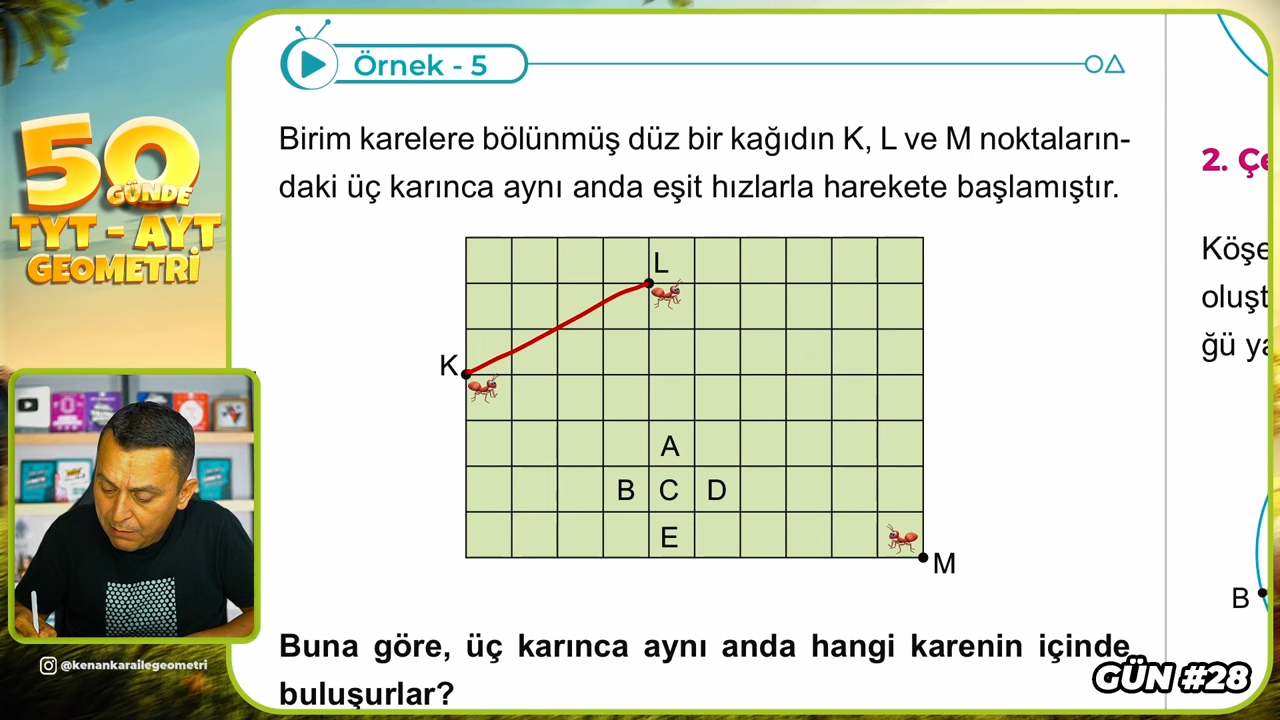 50
GÜNDE
TYT - AYT
GEOMETRİ
@kenankarailegeometri
Örnek - 5
Birim karelere bölünmüş düz bir kağıdın K, L ve M noktaların-
daki üç karınca aynı anda eşit hızlarla harekete başlamıştır.
L
K
A
B C D
E
M
Buna göre, üç karınca aynı anda hangi karenin içinde
buluşurlar?
2. Çe
Köşe
oluşt
ğü ya
B
GÜN #28